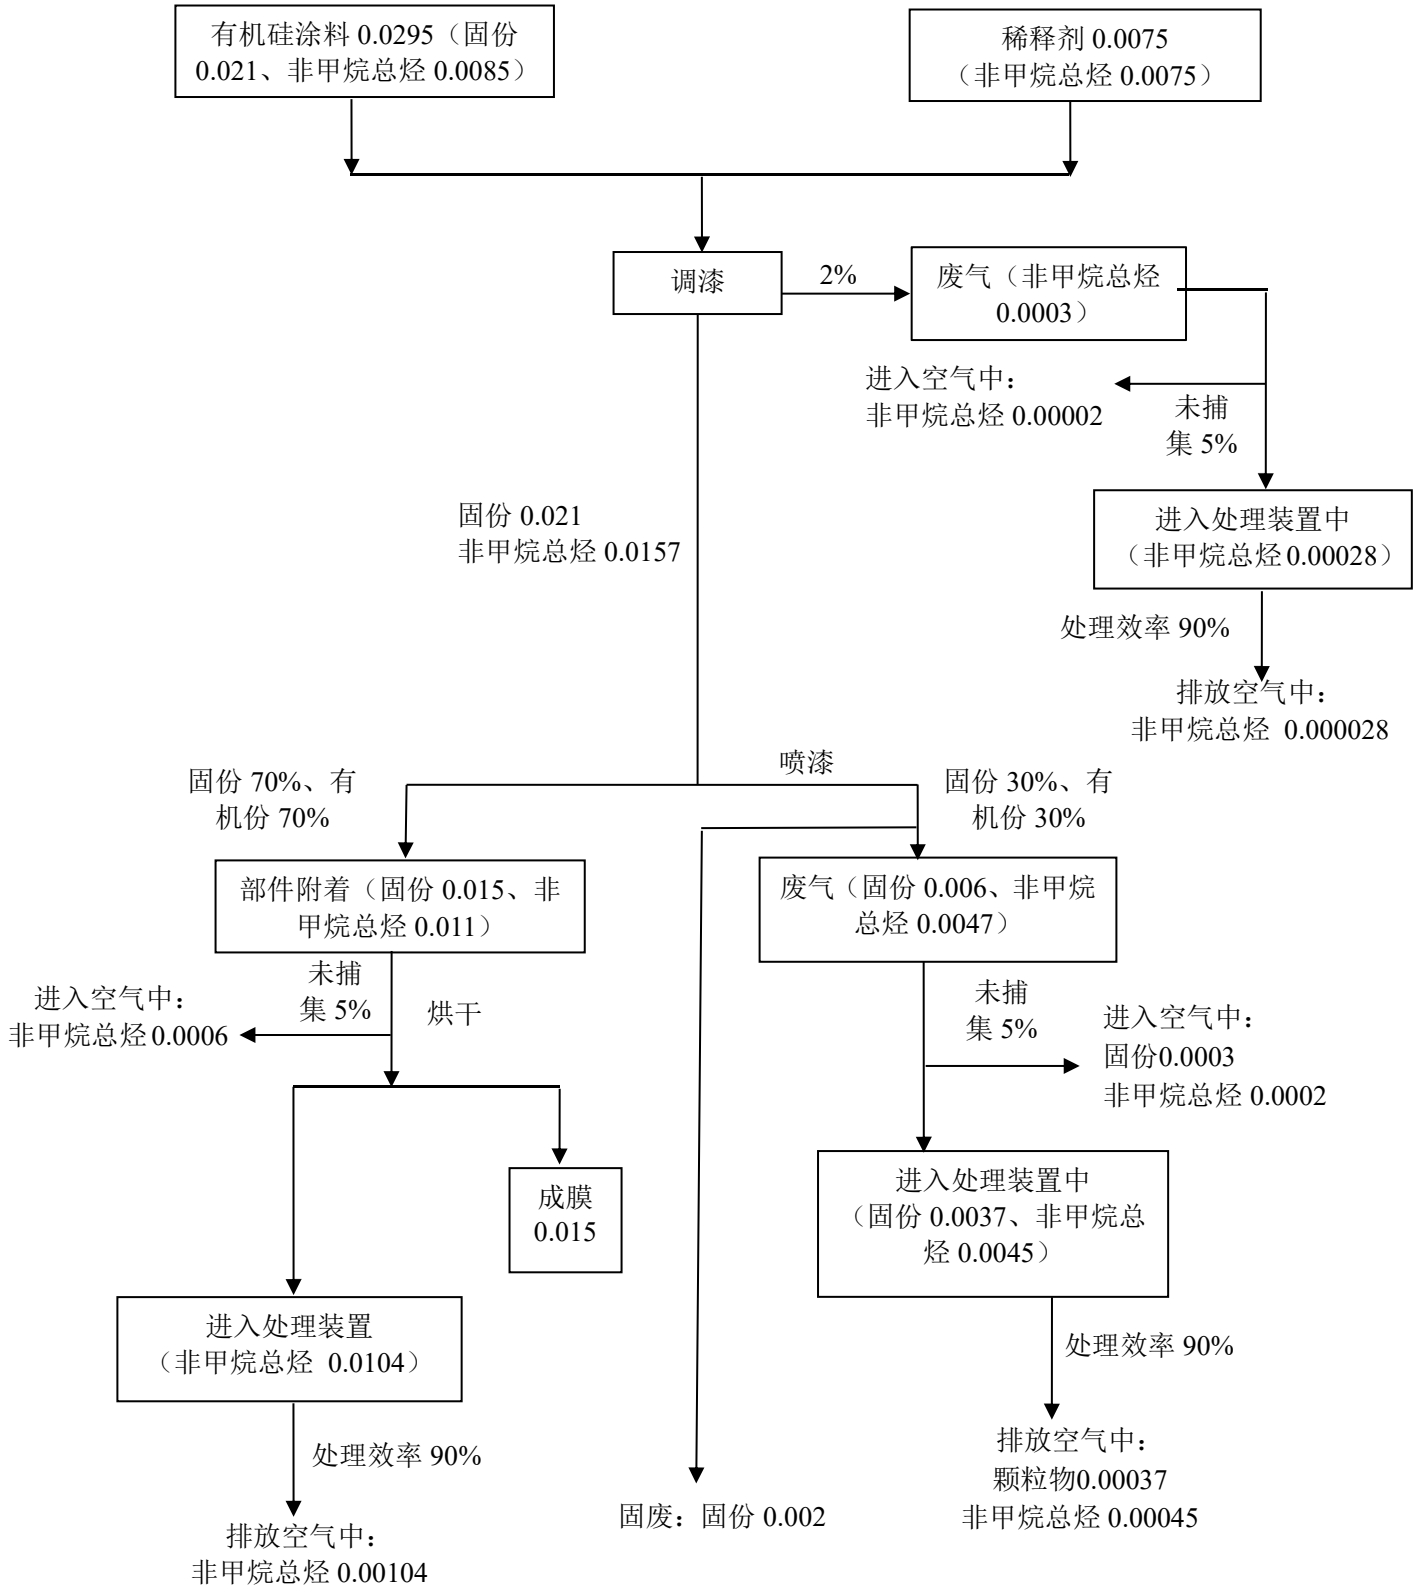 有机硅涂料 0.0295（固份
0.021、非甲烷总烃 0.0085）
稀释剂 0.0075
（非甲烷总烃 0.0075）
调漆
2%
废气（非甲烷总烃
0.0003）
进入空气中：
非甲烷总烃 0.00002
未捕
集 5%
进入处理装置中
（非甲烷总烃 0.00028）
固份 0.021
非甲烷总烃 0.0157
处理效率 90%
排放空气中：
非甲烷总烃 0.000028
喷漆
固份 70%、有
机份 70%
固份 30%、有
机份 30%
部件附着（固份 0.015、非
甲烷总烃 0.011）
废气（固份 0.006、非甲烷
总烃 0.0047）
未捕
集 5%
烘干
进入空气中：
非甲烷总烃 0.0006
未捕
集 5%
进入空气中：
固份0.0003
非甲烷总烃 0.0002
成膜
0.015
进入处理装置中
（固份 0.0037、非甲烷总
烃 0.0045）
进入处理装置
（非甲烷总烃 0.0104）
处理效率 90%
处理效率 90%
排放空气中：
颗粒物0.00037
非甲烷总烃 0.00045
固废：固份 0.002
排放空气中：
非甲烷总烃 0.00104